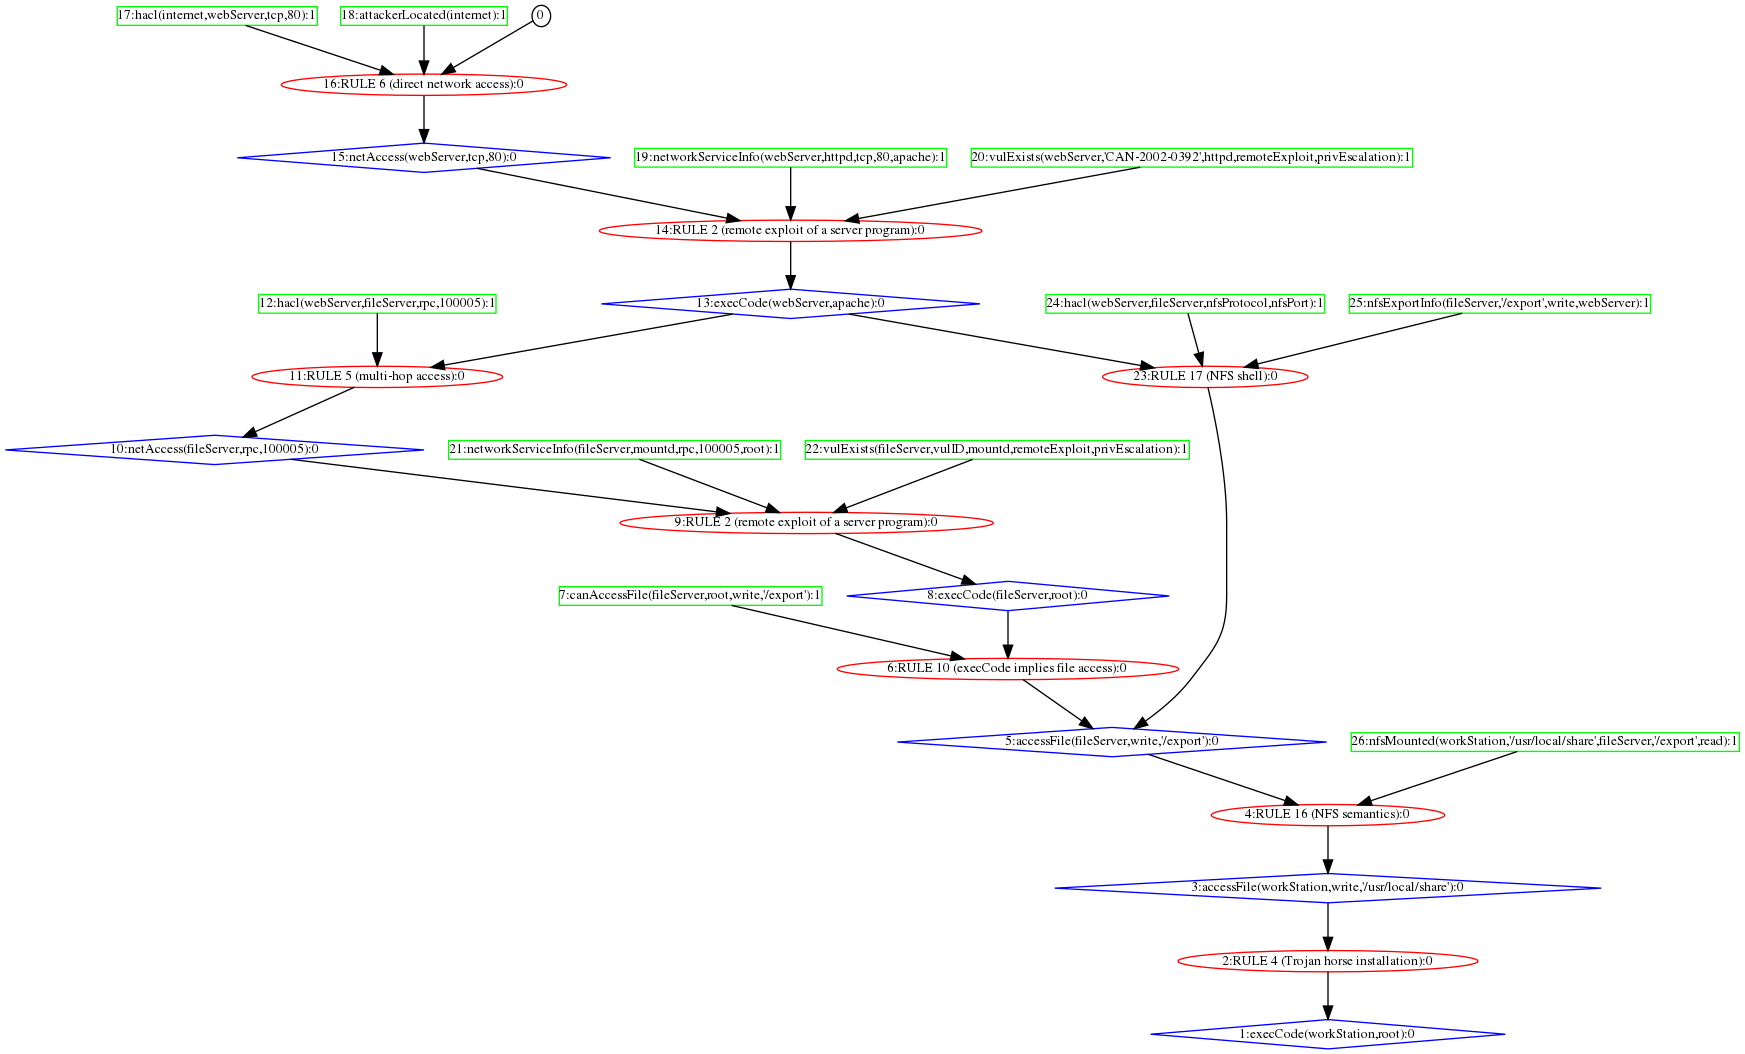 17:hacl(internet,webServer,tcp,80):1
18:attackerLocated(internet):1
0
16:RULE 6 (direct network access):0
15:netAccess(webServer,tcp,80):0
19:networkServiceInfo(webServer,httpd,tcp,80,apache):1
20:vulExists(webServer,'CAN-2002-0392',httpd,remoteExploit,privEscalation):1
14:RULE 2 (remote exploit of a server program):0
12:hacl(webServer,fileServer,rpc,100005):1
13:execCode(webServer,apache):0
24:hacl(webServer,fileServer,nfsProtocol,nfsPort):1
25:nfsExportInfo(fileServer,'/export',write,webServer):1
11:RULE 5 (multi-hop access):0
23:RULE 17 (NFS shell):0
10:netAccess(fileServer,rpc,100005):0
21:networkServiceInfo(fileServer,mountd,rpc,100005,root):1
22:vulExists(fileServer,vulID,mountd,remoteExploit,privEscalation):1
9:RULE 2 (remote exploit of a server program):0
7:canAccessFile(fileServer,root,write,'/export'):1
8:execCode(fileServer,root):0
6:RULE 10 (execCode implies file access):0
5:accessFile(fileServer,write,'/export'):0
26:nfsMounted(workStation,'/usr/local/share',fileServer,'/export',read):1
4:RULE 16 (NFS semantics):0
3:accessFile(workStation,write,'/usr/local/share'):0
2:RULE 4 (Trojan horse installation):0
1:execCode(workStation,root):0